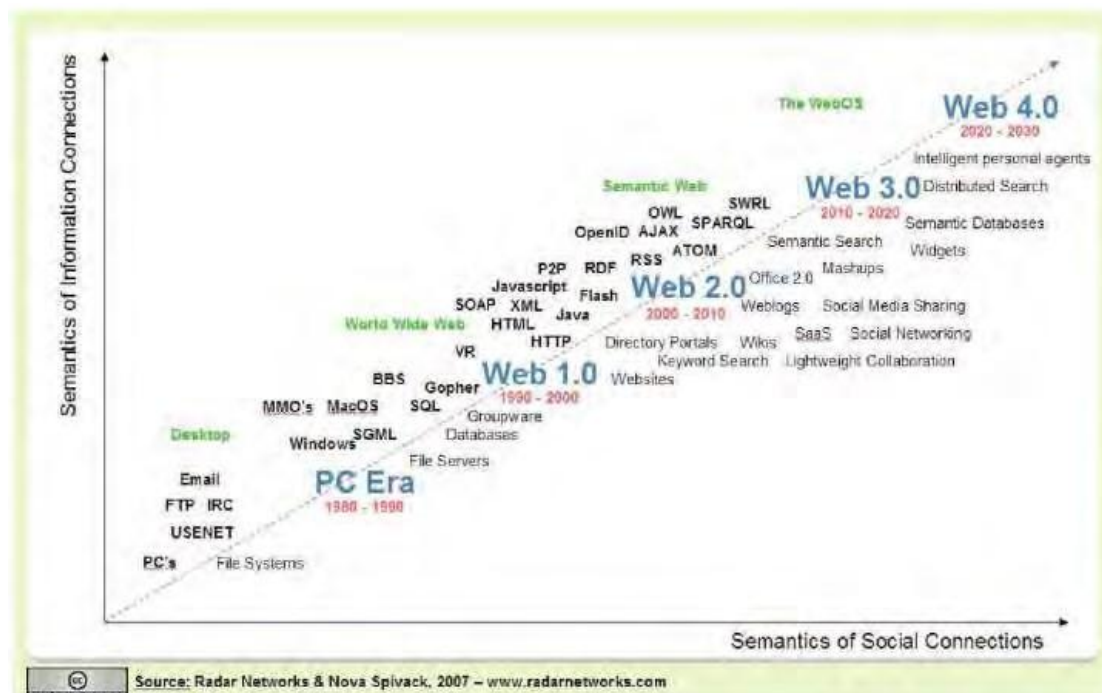 Semantics of Information Connections
The WebOS
Web 4.0
2020 - 2030
Intelligent personal agents
Semantic Web
Web 3.0
Distributed Search
2010 - 2020
SWRL
OWL
SPARQL
Semantic Databases
OpenID
AJAX
Semantic Search
Widgets
ATOM
P2P
RDF
RSS
Mashups
Javascript
Web 2.0
Office 2.0
Flash
SOAP
XML
2000 - 2010
Weblogs
Social Media Sharing
Java
World Wide Web
HTML
HTTP
Directory Portals
Wikis
SaaS
Social Networking
VR
Keyword Search
Lightweight Collaboration
BBS
Gopher
Web 1.0
Websites
1990 - 2000
MMO's
MacOS
SQL
Groupware
Desktop
Windows
SGML
Databases
File Servers
Email
PC Era
1980 - 1990
FTP
IRC
USENET
PC's
File Systems
Semantics of Social Connections
cc
Source: Radar Networks & Nova Spivack, 2007 – www.radarnetworks.com